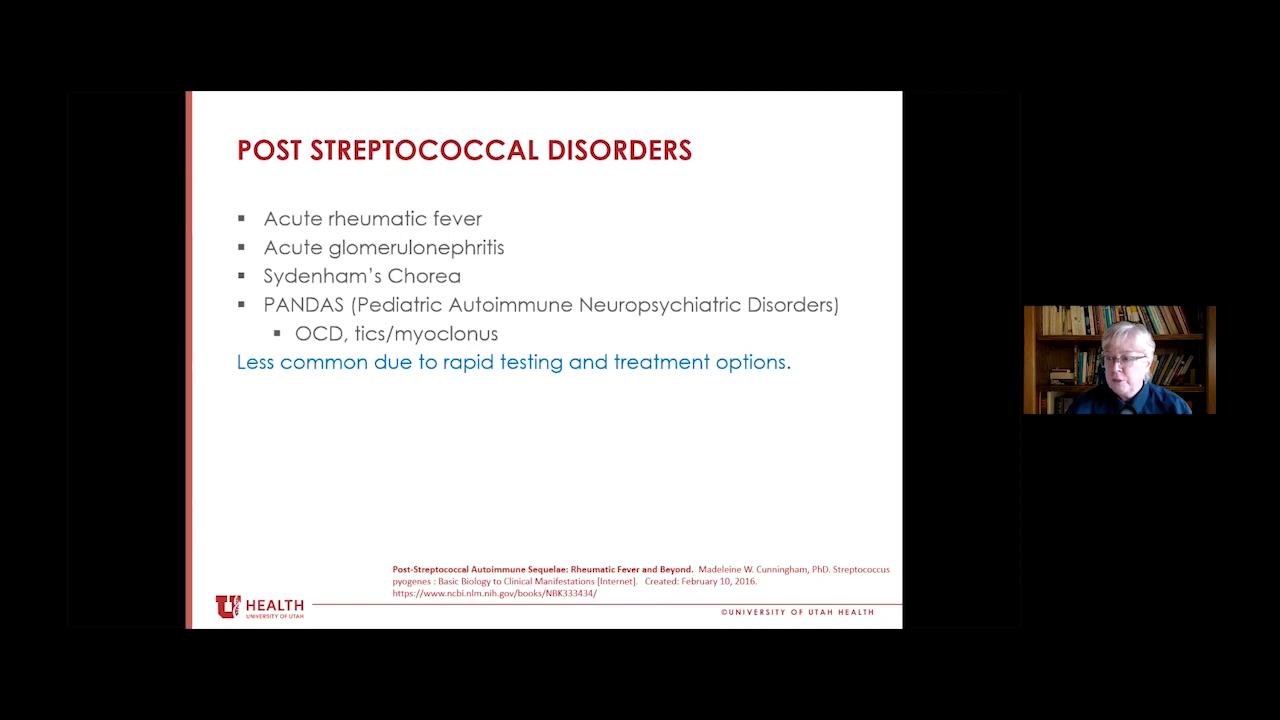 POST STREPTOCOCCAL DISORDERS
▪ Acute rheumatic fever
▪ Acute glomerulonephritis
▪ Sydenham’s Chorea
▪ PANDAS (Pediatric Autoimmune Neuropsychiatric Disorders)
▪ OCD, tics/myoclonus
Less common due to rapid testing and treatment options.
Post-Streptococcal Autoimmune Sequelae: Rheumatic Fever and Beyond. Madeleine W. Cunningham, PhD. Streptococcus
pyogenes : Basic Biology to Clinical Manifestations [Internet]. Created: February 10, 2016.
https://www.ncbi.nlm.nih.gov/books/NBK333434/
U HEALTH
UNIVERSITY OF UTAH
©UNIVERSITY OF UTAH HEALTH